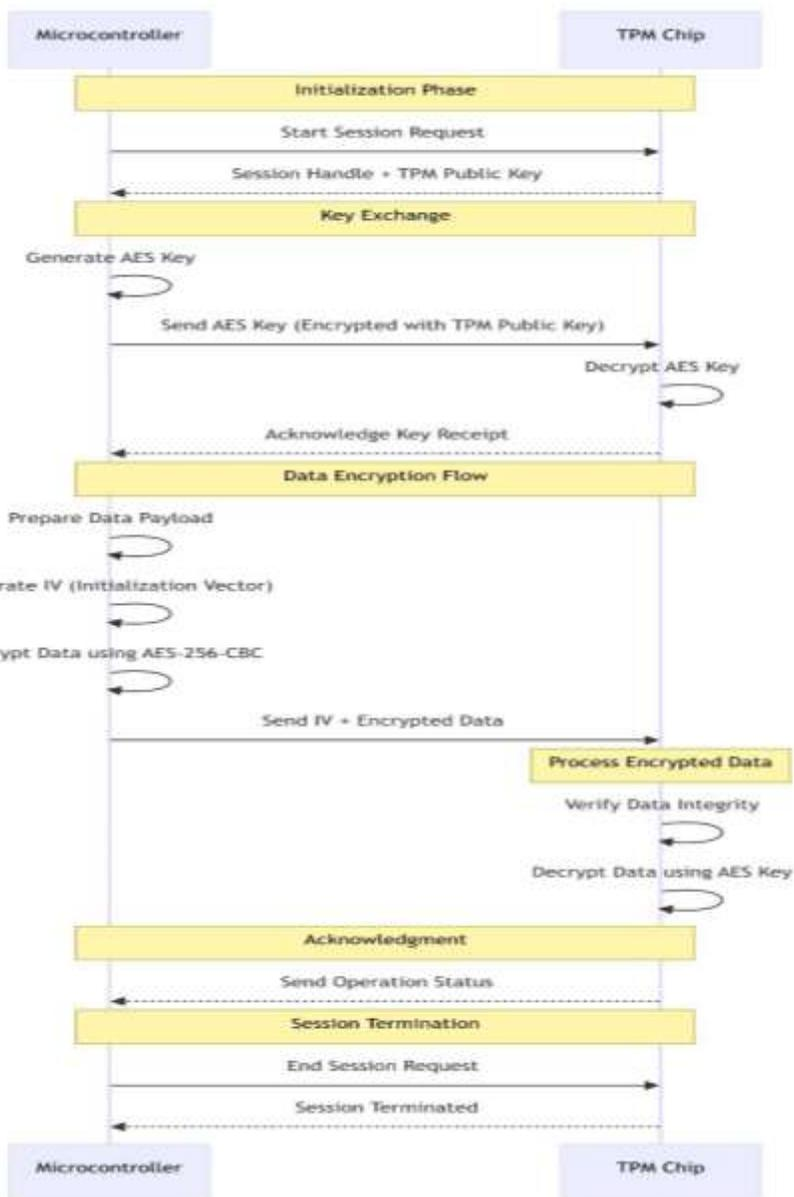 Microcontroller TPM Chip
Initialization Phase
Start Session Request
Session Handle + TPM Public Key
Key Exchange
Generate AES Key
Send AES Key (Encrypted with TPM Public Key)
Decrypt AES Key
Acknowledge Key Receipt
Data Encryption Flow
Prepare Data Payload
rate IV (Initialization Vector)
ypt Data using AES-256-CBC
Send IV + Encrypted Data
Process Encrypted Data
Verify Data Integrity
Decrypt Data using AES Key
Acknowledgment
Send Operation Status
Session Termination
End Session Request
Session Terminated
Microcontroller TPM Chip